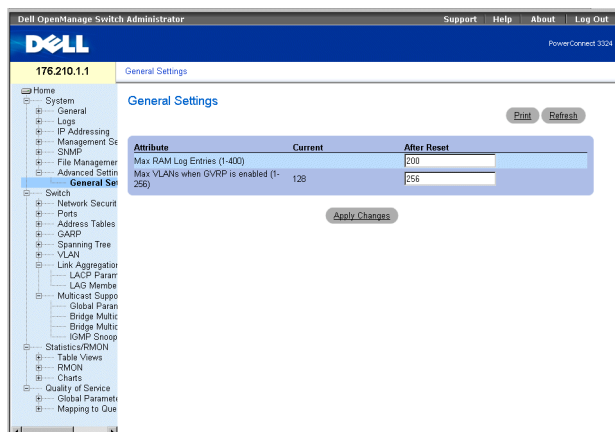 Dell OpenManage Switch Administrator
Support Help About Log Out
DELL
PowerConnect 3324
176.210.1.1
General Settings
Home
System
General
Logs
IP Addressing
Management Se
SNMP
File Managemer
Advanced Settin
General Set
Switch
Network Securit
Ports
Address Tables
GARP
Spanning Tree
VLAN
Link Aggregation
LACP Param
LAG Membe
Multicast Suppo
Global Paran
Bridge Multic
Bridge Multic
IGMP Snoop
Statistics/RMON
Table Views
RMON
Charts
Quality of Service
Global Paramete
Mapping to Que
General Settings
Print Refresh
Attribute Current After Reset
Max RAM Log Entries (1-400) 200
Max VLANs when GVRP is enabled (1-
256) 128 256
Apply Changes